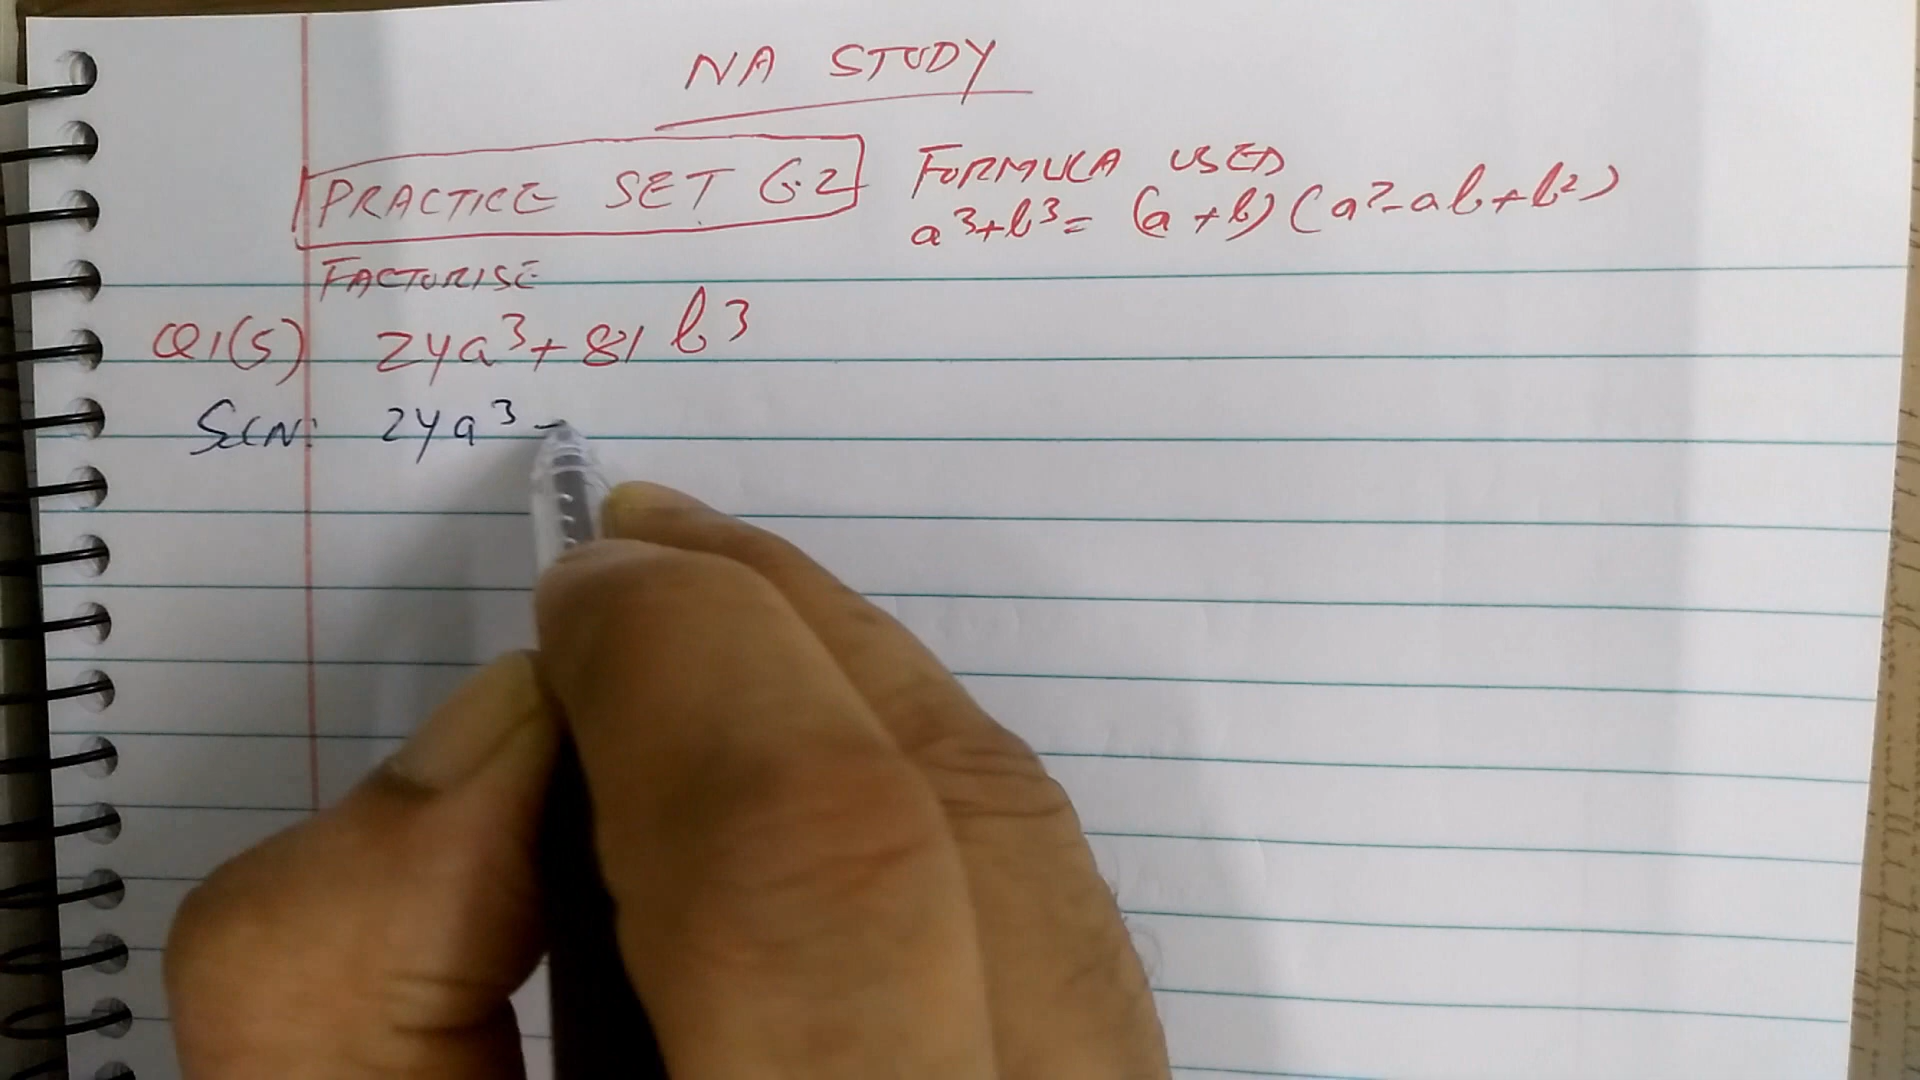 NA STUDY
PRACTICE SET 6.2
FORMULA USED
a³+b³= (a+b)(a²-ab+b²)
FACTORISE
Q1(5) 24a³+81b³
SLN: 24a³-